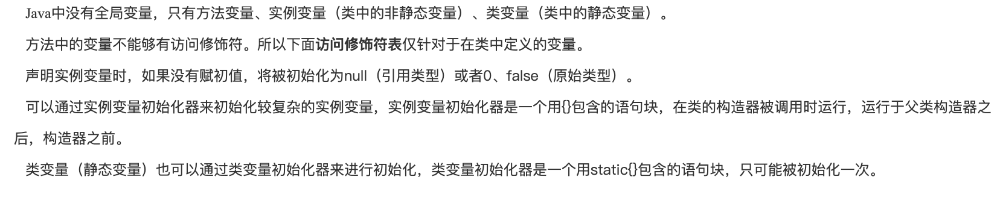 Java中没有全局变量，只有方法变量、实例变量（类中的非静态变量）、类变量（类中的静态变量）。
方法中的变量不能够有访问修饰符。所以下面访问修饰符表仅针对于在类中定义的变量。
声明实例变量时，如果没有赋初值，将被初始化为null（引用类型）或者0、false（原始类型）。
可以通过实例变量初始化器来初始化较复杂的实例变量，实例变量初始化器是一个用{}包含的语句块，在类的构造器被调用时运行，运行于父类构造器之
后，构造器之前。
类变量（静态变量）也可以通过类变量初始化器来进行初始化，类变量初始化器是一个用static{}包含的语句块，只可能被初始化一次。